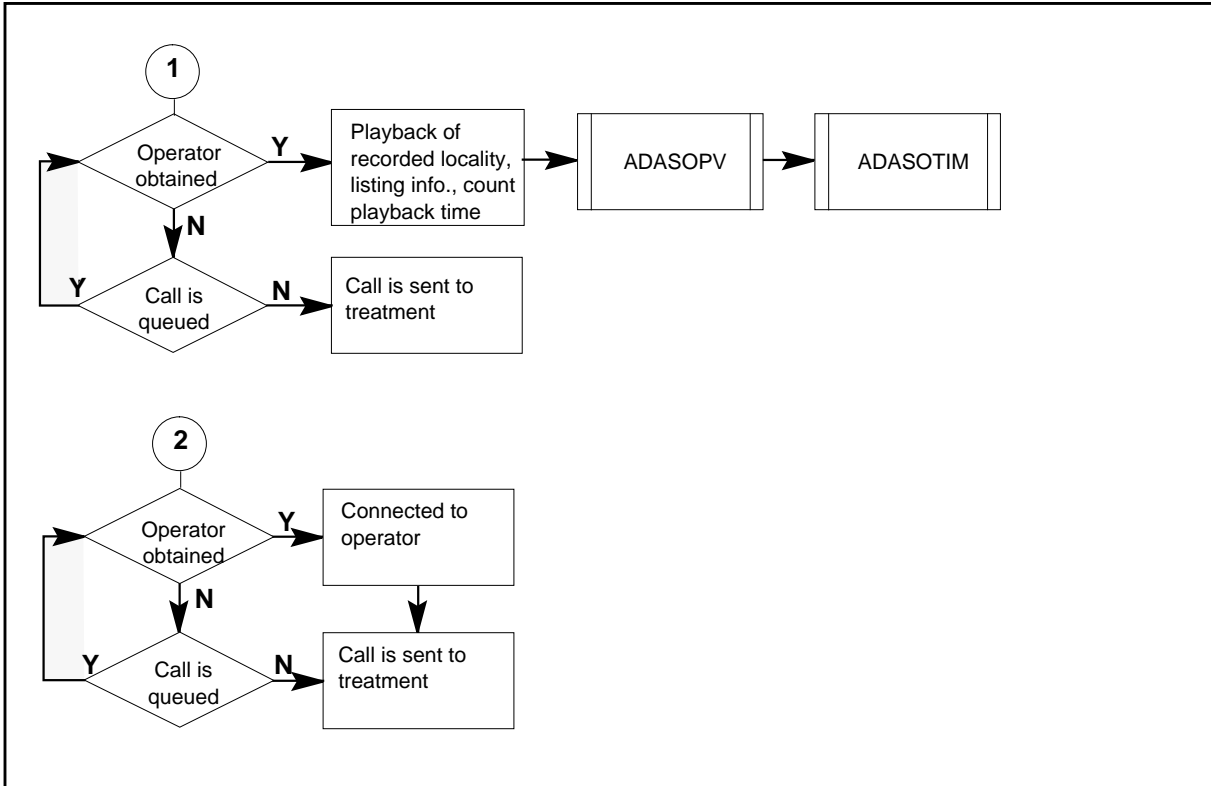 1
Operator
obtained
Y
Playback of
recorded locality,
listing info., count
playback time
ADASOPV
ADASOTIM
N
Y
Call is
queued
N
Call is sent to
treatment
2
Operator
obtained
Y
Connected to
operator
N
Y
Call is
queued
N
Call is sent to
treatment